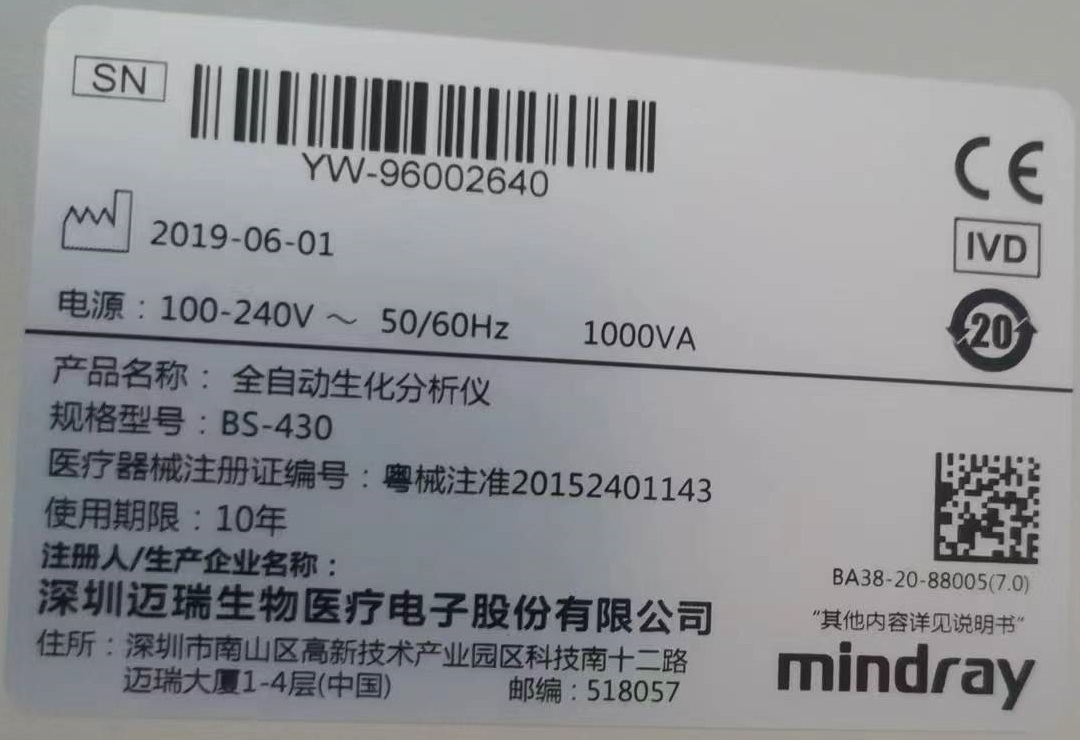 SN
YW-96002640
CE
2019-06-01
IVD
电源：100-240V ～ 50/60Hz 1000VA
20
产品名称：全自动生化分析仪
规格型号：BS-430
医疗器械注册证编号：粤械注准20152401143
使用期限：10年
注册人/生产企业名称：
深圳迈瑞生物医疗电子股份有限公司
住所：深圳市南山区高新技术产业园区科技南十二路
迈瑞大厦1-4层(中国) 邮编：518057
BA38-20-88005(7.0)
“其他内容详见说明书”
mindray